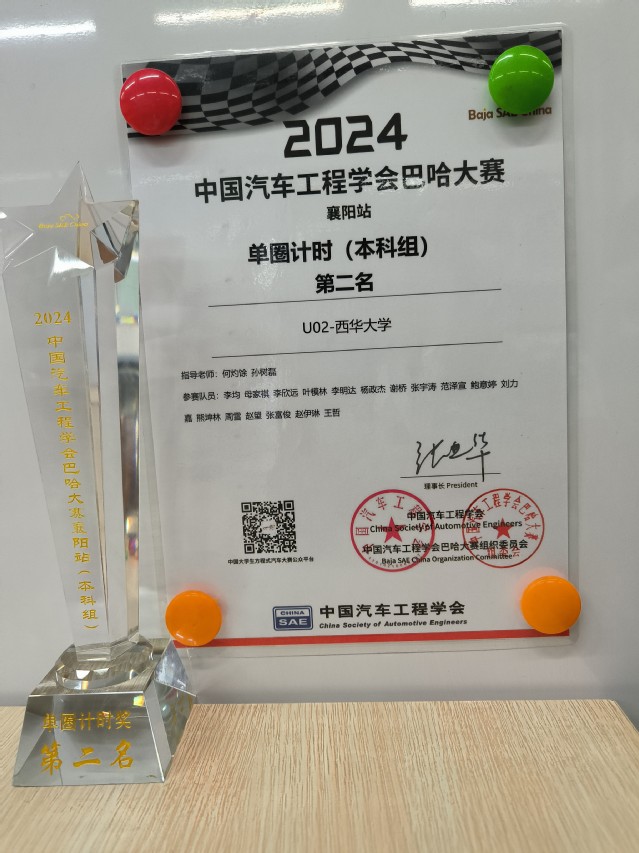 Baja SAE China
2024
中国汽车工程学会巴哈大赛
襄阳站
单圈计时（本科组）
第二名
U02-西华大学
指导老师：何灼馀 孙树磊
参赛队员：李均 母家祺 李欣远 叶横林 李明达 杨政杰 谢桥 张宇涛 范泽宣 鲍意婷 刘力
嘉 熊坤林 周雪 赵望 张富俊 赵伊琳 王哲
理事长 President
中国汽车工程学会
China Society of Automotive Engineers
中国汽车工程学会巴哈大赛组织委员会
Baja SAE China Organization Committee
中国大学生方程式汽车大赛公众平台
CHINA
SAE
中国汽车工程学会
China Society of Automotive Engineers
2024
中国汽车工程学会巴哈大赛襄阳站（本科组）
单圈计时奖
第二名